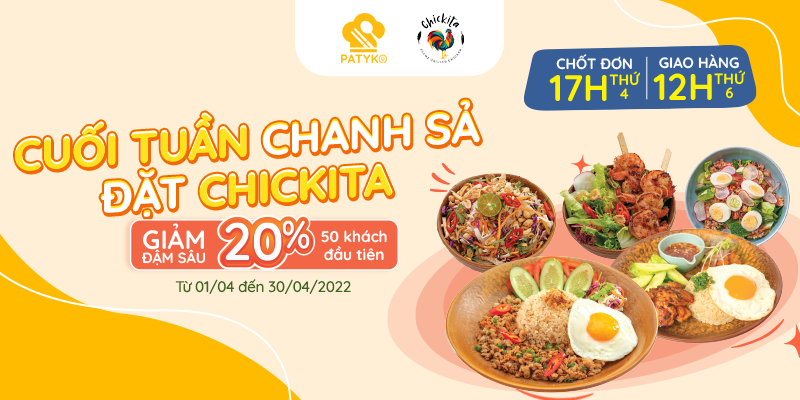 PATYKO
Chickita
CHỐT ĐƠN
17H THỨ 4
GIAO HÀNG
12H THỨ 6
CUỐI TUẦN CHANH SẢ
ĐẶT CHICKITA
GIẢM
ĐẬM SÂU
20%
50 khách
đầu tiên
Từ 01/04 đến 30/04/2022